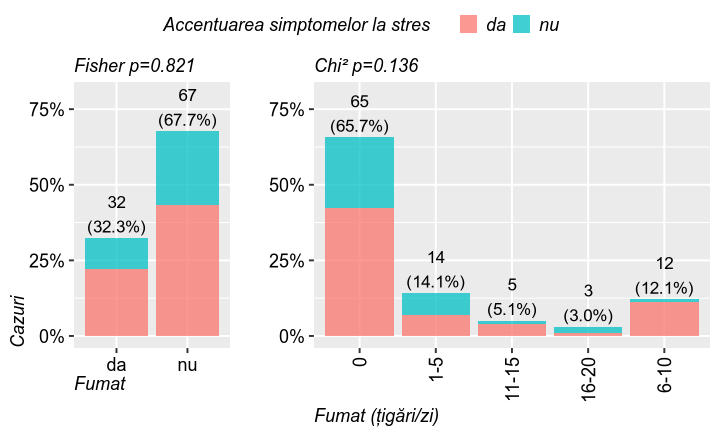 Accentuarea simptomelor la stres da nu
Fisher p=0.821
67
(67.7%)
32
(32.3%)
75%
50%
25%
0%
Cazuri
da nu
Fumat
Chi² p=0.136
65
(65.7%)
14
(14.1%)
5
(5.1%)
3
(3.0%)
12
(12.1%)
75%
50%
25%
0%
0 1-5 11-15 16-20 6-10
Fumat (țigări/zi)